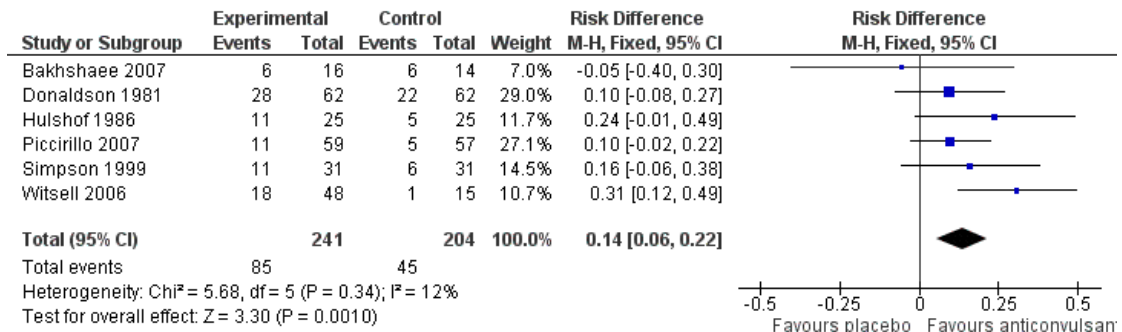 Experimental Control Risk Difference Risk Difference
Study or Subgroup Events Total Events Total Weight M-H, Fixed, 95% CI M-H, Fixed, 95% CI
Bakhshaee 2007 6 16 6 14 7.0% -0.05 [-0.40, 0.30]
Donaldson 1981 28 62 22 62 29.0% 0.10 [-0.08, 0.27]
Hulshof 1986 11 25 5 25 11.7% 0.24 [-0.01, 0.49]
Piccirillo 2007 11 59 5 57 27.1% 0.10 [-0.02, 0.22]
Simpson 1999 11 31 6 31 14.5% 0.16 [-0.06, 0.38]
Witsell 2006 18 48 1 15 10.7% 0.31 [0.12, 0.49]
Total (95% CI) 241 204 100.0% 0.14 [0.06, 0.22]
Total events 85 45
Heterogeneity: Chi² = 5.68, df = 5 (P = 0.34); I² = 12%
Test for overall effect: Z = 3.30 (P = 0.0010)
-0.5 -0.25 0 0.25 0.5
Favours placebo Favours anticonvulsan